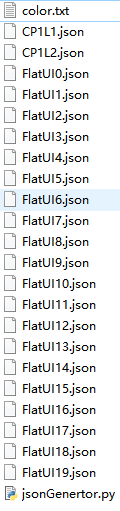 color.txt
CP1L1.json
CP1L2.json
FlatUI0.json
FlatUI1.json
FlatUI2.json
FlatUI3.json
FlatUI4.json
FlatUI5.json
FlatUI6.json
FlatUI7.json
FlatUI8.json
FlatUI9.json
FlatUI10.json
FlatUI11.json
FlatUI12.json
FlatUI13.json
FlatUI14.json
FlatUI15.json
FlatUI16.json
FlatUI17.json
FlatUI18.json
FlatUI19.json
jsonGenertor.py